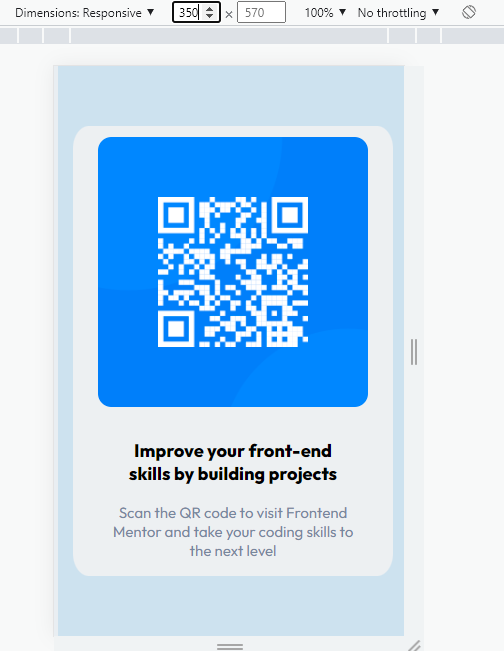 Dimensions: Responsive ▼ 350 × 570 100% ▼ No throttling ▼
Improve your front-end
skills by building projects
Scan the QR code to visit Frontend
Mentor and take your coding skills to
the next level